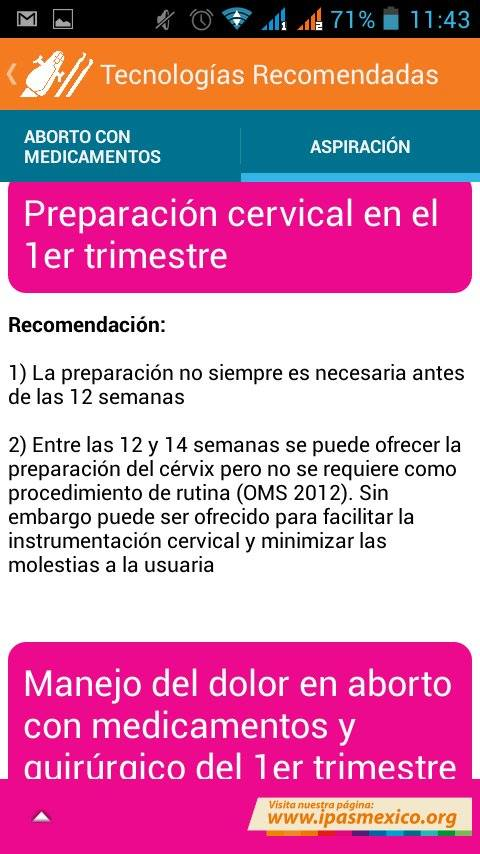 71% 11:43
1
2
Tecnologías Recomendadas
ABORTO CON
MEDICAMENTOS
ASPIRACIÓN
Preparación cervical en el
1er trimestre
Recomendación:
1) La preparación no siempre es necesaria antes
de las 12 semanas
2) Entre las 12 y 14 semanas se puede ofrecer la
preparación del cérvix pero no se requiere como
procedimiento de rutina (OMS 2012). Sin
embargo puede ser ofrecido para facilitar la
instrumentación cervical y minimizar las
molestias a la usuaria
Manejo del dolor en aborto
con medicamentos y
quirúrgico del 1er trimestre
Visita nuestra página:
www.ipasmexico.org